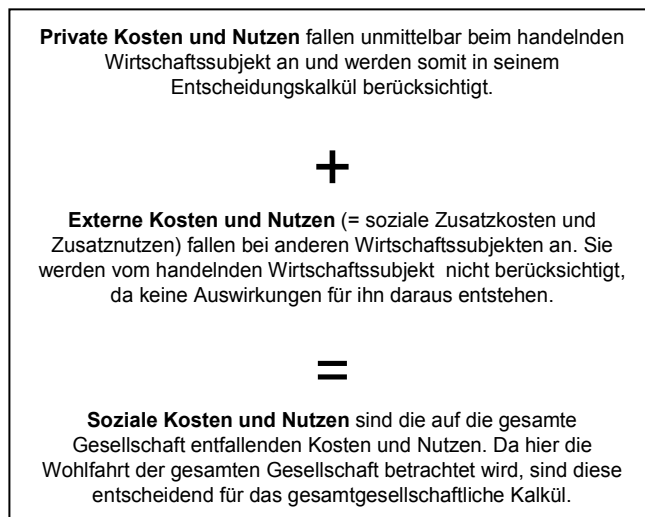 Private Kosten und Nutzen fallen unmittelbar beim handelnden
Wirtschaftssubjekt an und werden somit in seinem
Entscheidungskalkül berücksichtigt.
+
Externe Kosten und Nutzen (= soziale Zusatzkosten und
Zusatznutzen) fallen bei anderen Wirtschaftssubjekten an. Sie
werden vom handelnden Wirtschaftssubjekt nicht berücksichtigt,
da keine Auswirkungen für ihn daraus entstehen.
=
Soziale Kosten und Nutzen sind die auf die gesamte
Gesellschaft entfallenden Kosten und Nutzen. Da hier die
Wohlfahrt der gesamten Gesellschaft betrachtet wird, sind diese
entscheidend für das gesamtgesellschaftliche Kalkül.